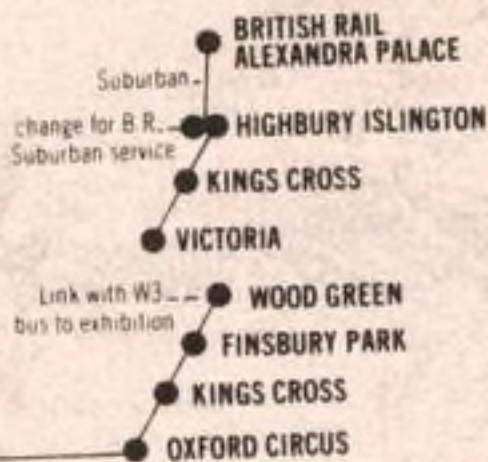 BRITISH RAIL
ALEXANDRA PALACE
Suburban
change for B.R.
Suburban service
HIGHBURY ISLINGTON
KINGS CROSS
VICTORIA
Link with W3
bus to exhibition
WOOD GREEN
FINSBURY PARK
KINGS CROSS
OXFORD CIRCUS